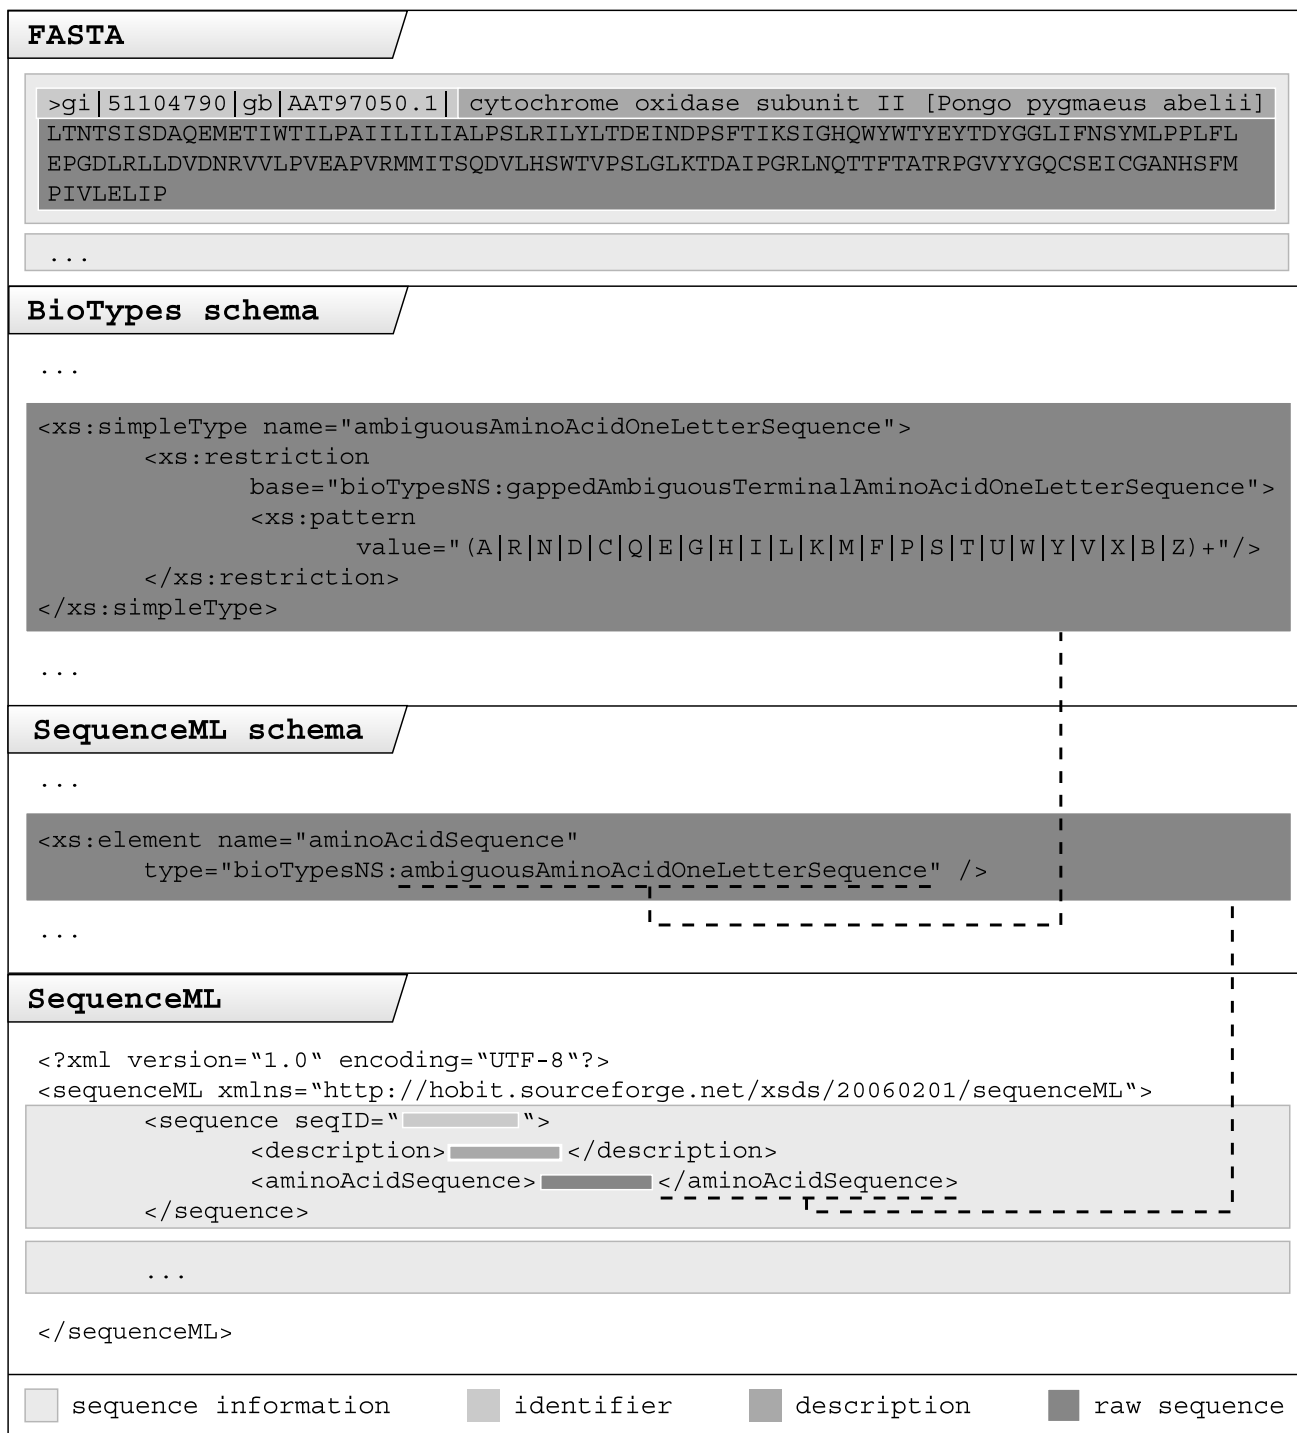 FASTA
>gi|51104790|gb|AAT97050.1| cytochrome oxidase subunit II [Pongo pygmaeus abelii]
LTNTSISDAQEMETIWTILPAIILILIALPSLRILYLTDEINDPSFTIKSIGHQWYWTYEYTDYGGLIFNSYMLPPLFL
EPGDLRLLDVDNRVVLPVEAPVRMMITSQDVLHSWTVPSLGLKTDAIPGRLNQTTFTATRPGVYYGQCSEICGANHSFM
PIVLELIP
...
BioTypes schema
...
<xs:simpleType name="ambiguousAminoAcidOneLetterSequence">
<xs:restriction
base="bioTypesNS:gappedAmbiguousTerminalAminoAcidOneLetterSequence">
<xs:pattern
value="(A|R|N|D|C|Q|E|G|H|I|L|K|M|F|P|S|T|U|W|Y|V|X|B|Z)+"/>
</xs:restriction>
</xs:simpleType>
...
SequenceML schema
...
<xs:element name="aminoAcidSequence"
type="bioTypesNS:ambiguousAminoAcidOneLetterSequence" />
...
SequenceML
<?xml version=“1.0“ encoding=“UTF-8“?>
<sequenceML xmlns=“http://hobit.sourceforge.net/xsds/20060201/sequenceML“>
<sequence seqID=“ “>
<description> </description>
<aminoAcidSequence> </aminoAcidSequence>
</sequence>
...
</sequenceML>
sequence information identifier description raw sequence